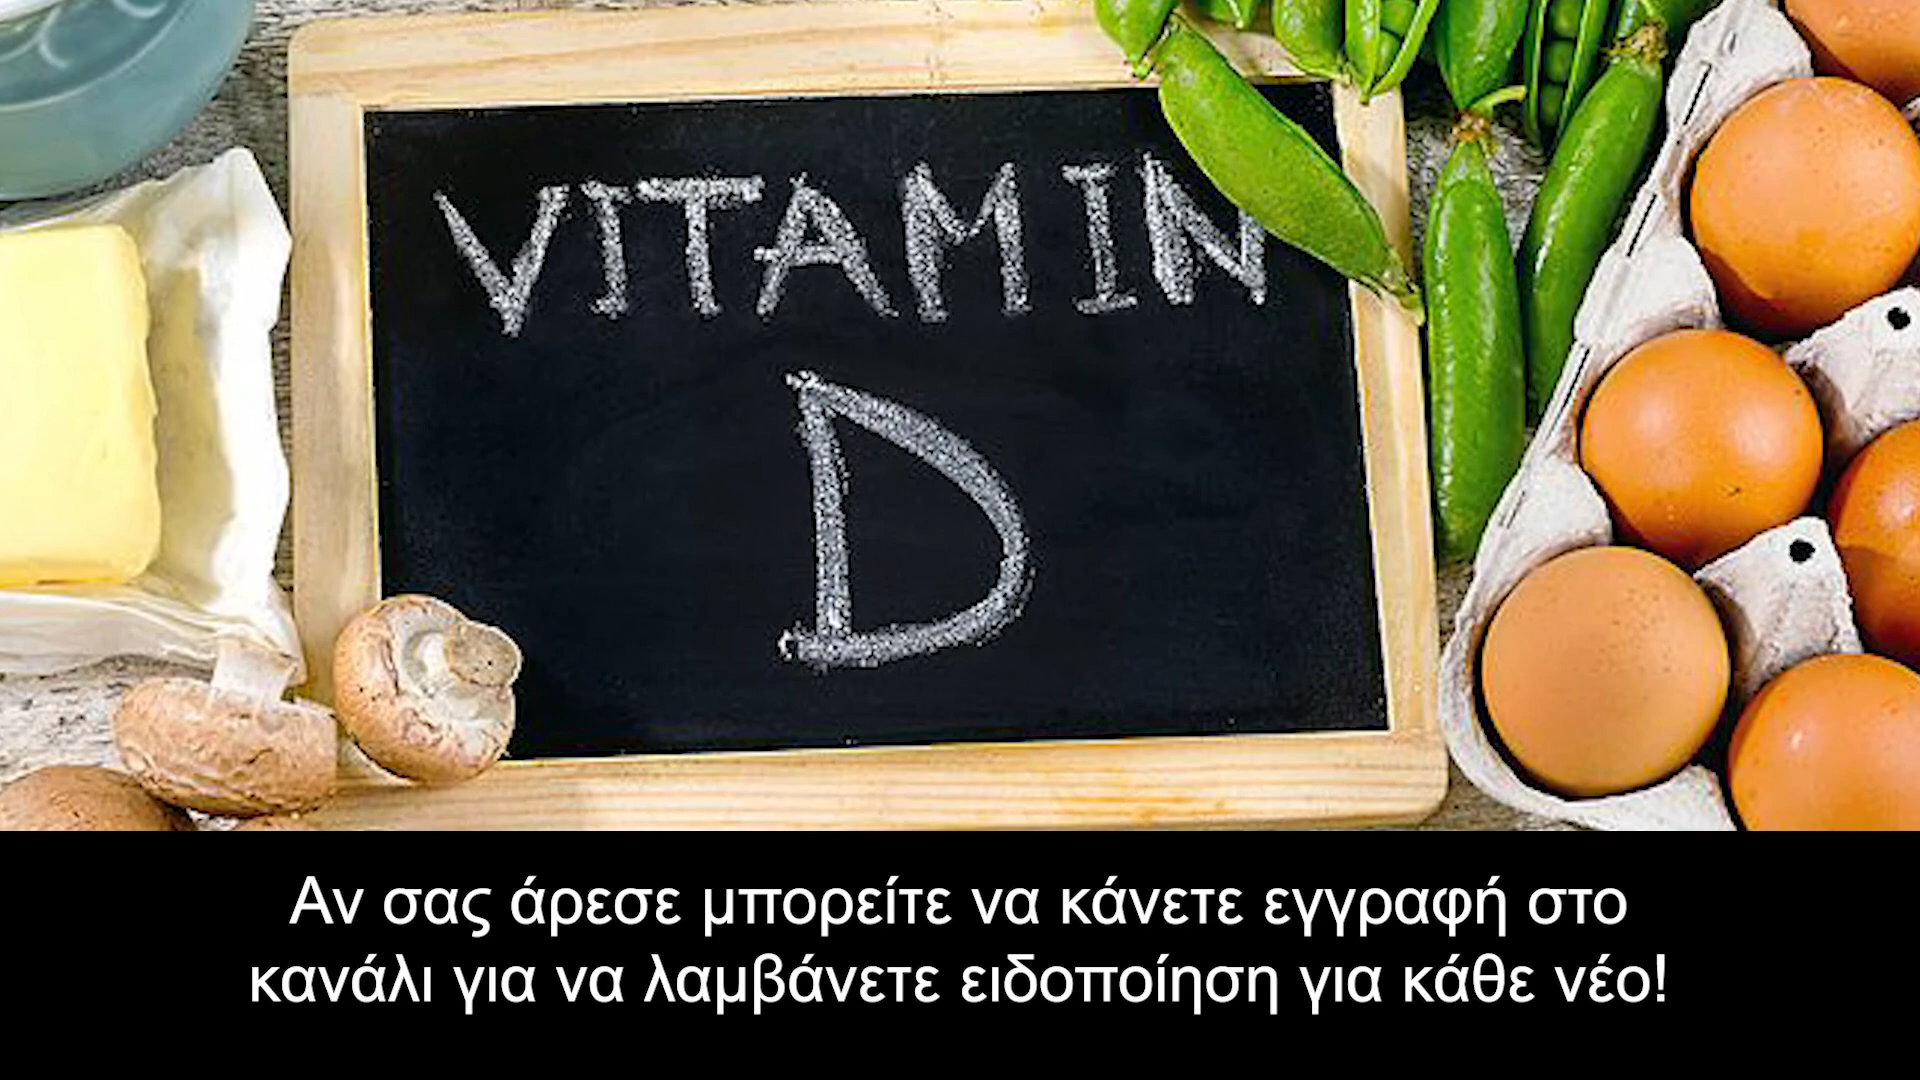 VITAMIN
D
Αν σας άρεσε μπορείτε να κάνετε εγγραφή στο
κανάλι για να λαμβάνετε ειδοποίηση για κάθε νέο!